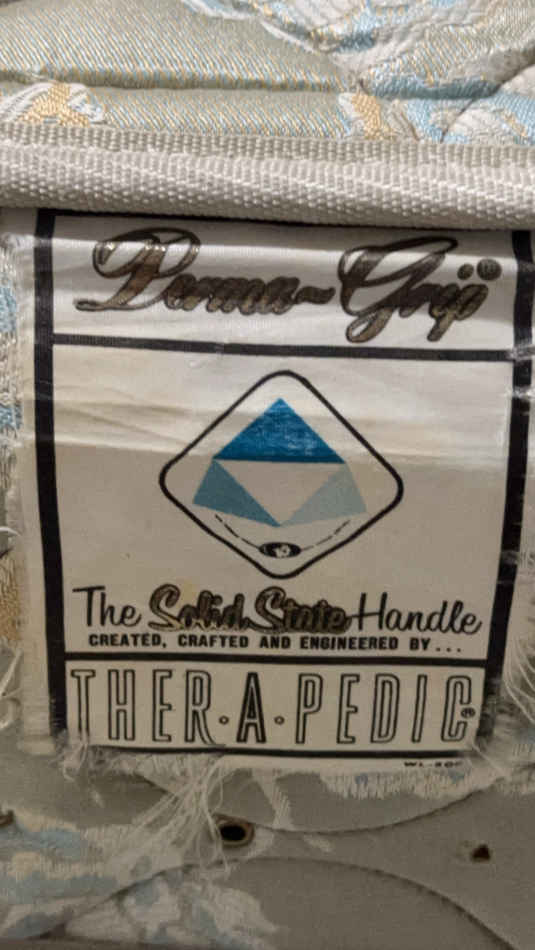 Perma-Grip®
The Solid State Handle
CREATED, CRAFTED AND ENGINEERED BY...
THER·A·PEDIC®